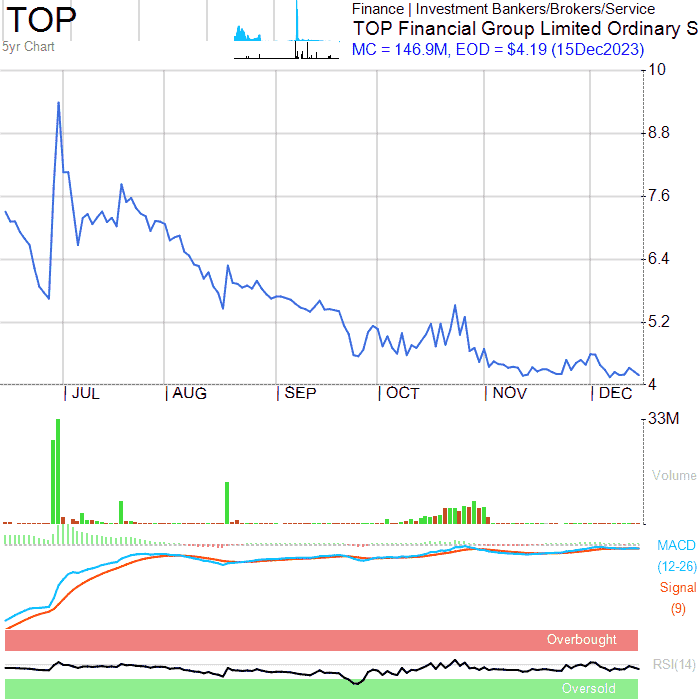 TOP
5yr Chart
Finance | Investment Bankers/Brokers/Service
TOP Financial Group Limited Ordinary S
MC = 146.9M, EOD = $4.19 (15Dec2023)
10
8.8
7.6
6.4
5.2
4
JUL
AUG
SEP
OCT
NOV
DEC
33M
Volume
MACD
(12-26)
Signal
(9)
Overbought
RSI(14)
Oversold